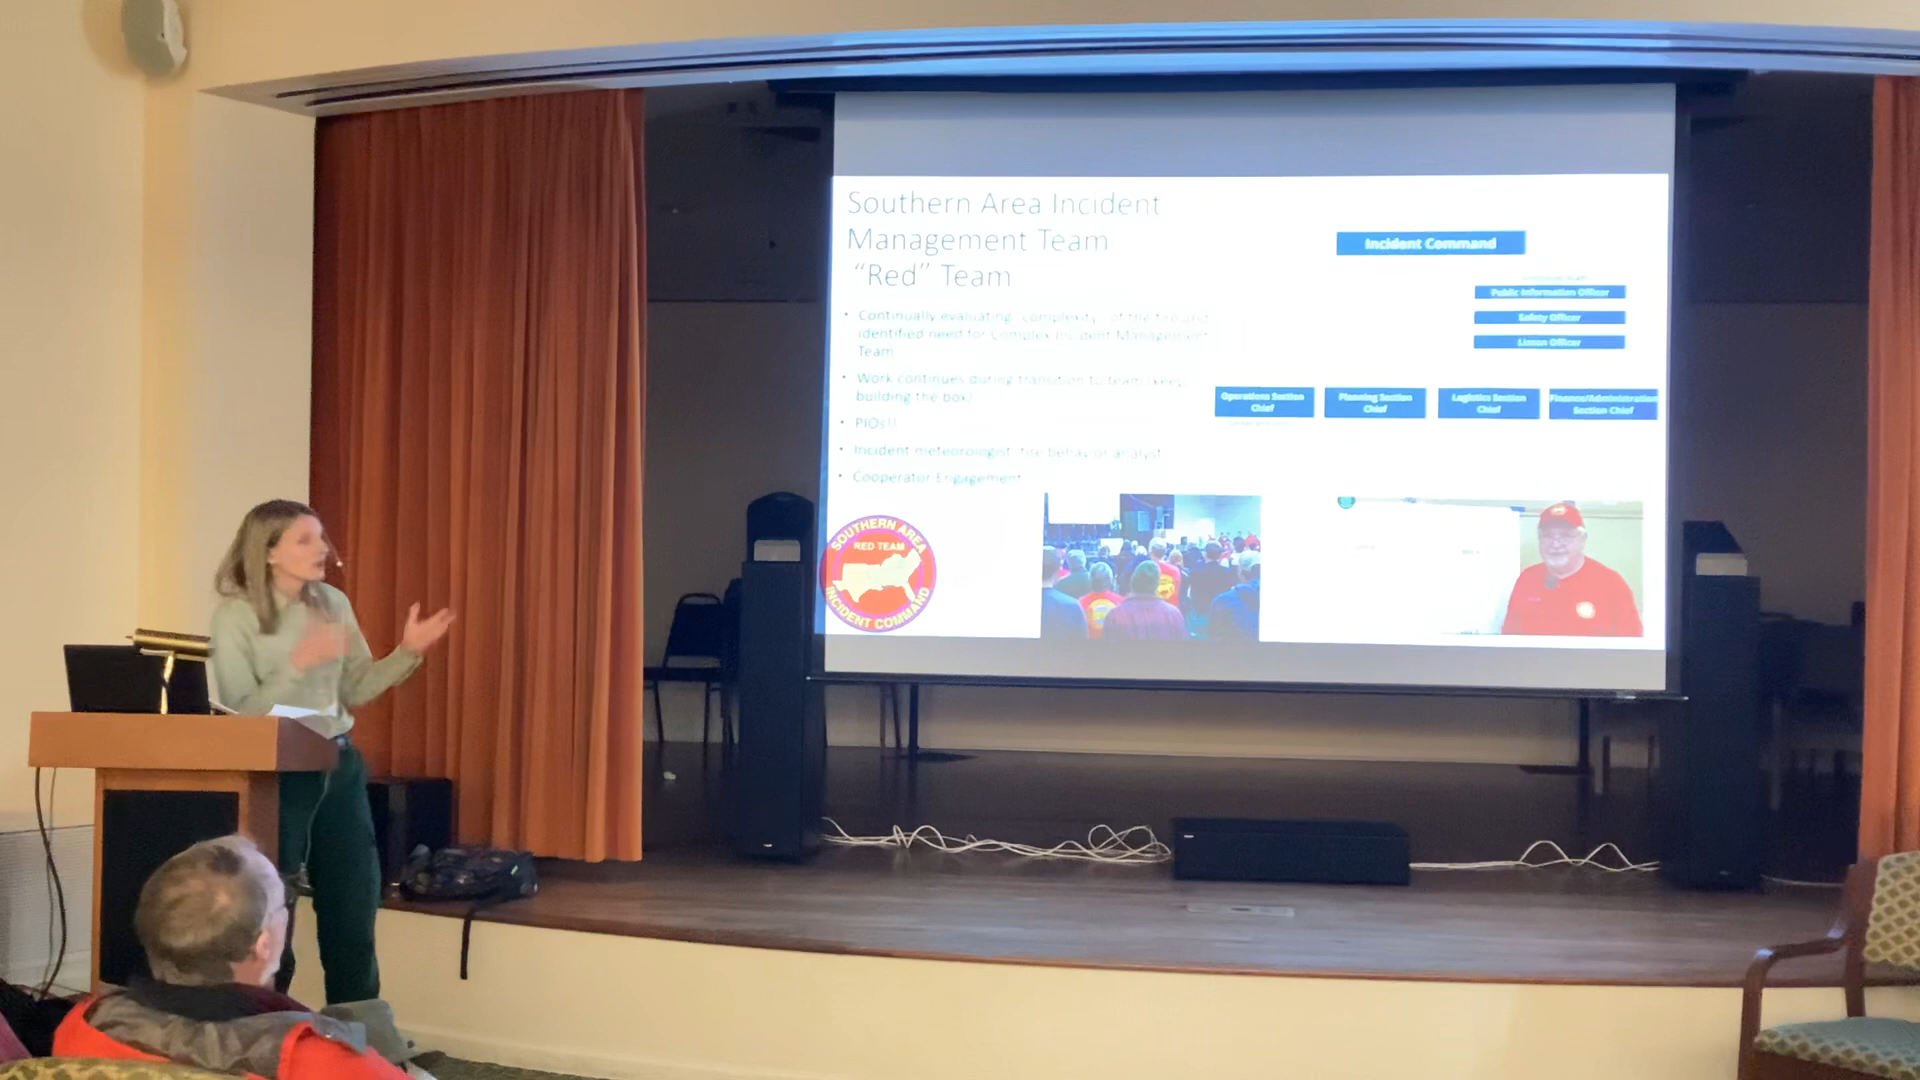 Southern Area Incident
Management Team
“Red” Team
• Continually evaluating "complexity" of the fire and
identified need for Complex Incident Management
Team
• Work continues during transition to team (keep
building the box)
• PIOs!!
• Incident meteorologist, fire behavior analyst
• Cooperator Engagement
Incident Command
Public Information Officer
Safety Officer
Liason Officer
Operations Section
Chief
Planning Section
Chief
Logistics Section
Chief
Finance/Administration
Section Chief
SOUTHERN AREA
RED TEAM
INCIDENT COMMAND